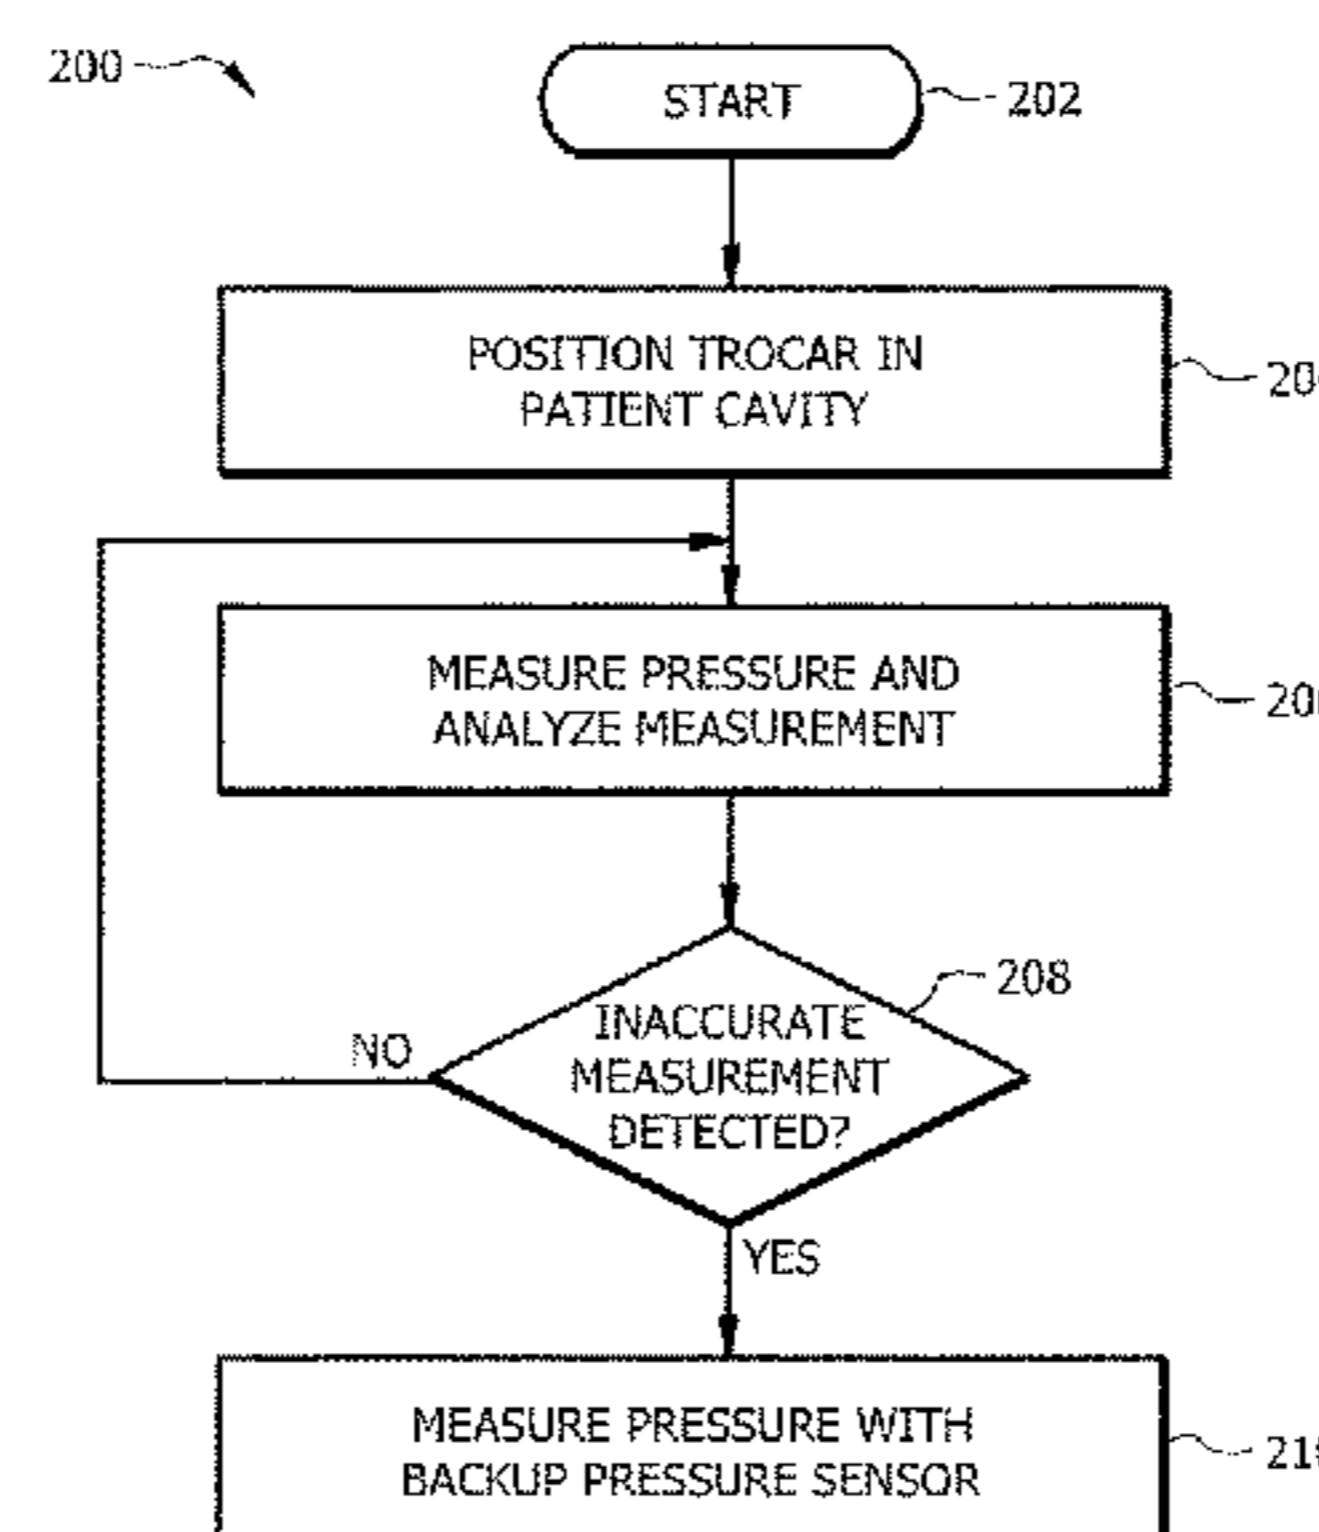 200
START
202
POSITION TROCAR IN
PATIENT CAVITY
MEASURE PRESSURE AND
ANALYZE MEASUREMENT
208
INACCURATE
MEASUREMENT
DETECTED?
NO
YES
MEASURE PRESSURE WITH
BACKUP PRESSURE SENSOR